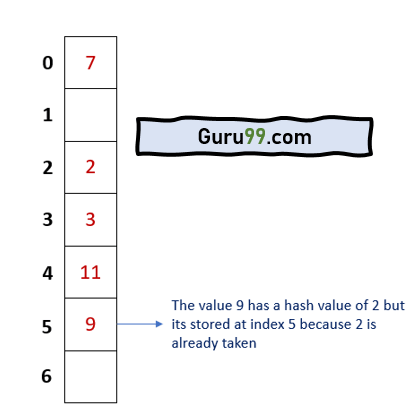 0 7
1
Guru99.com
2 2
3 3
4 11
The value 9 has a hash value of 2 but
5 9 its stored at index 5 because 2 is
already taken
6